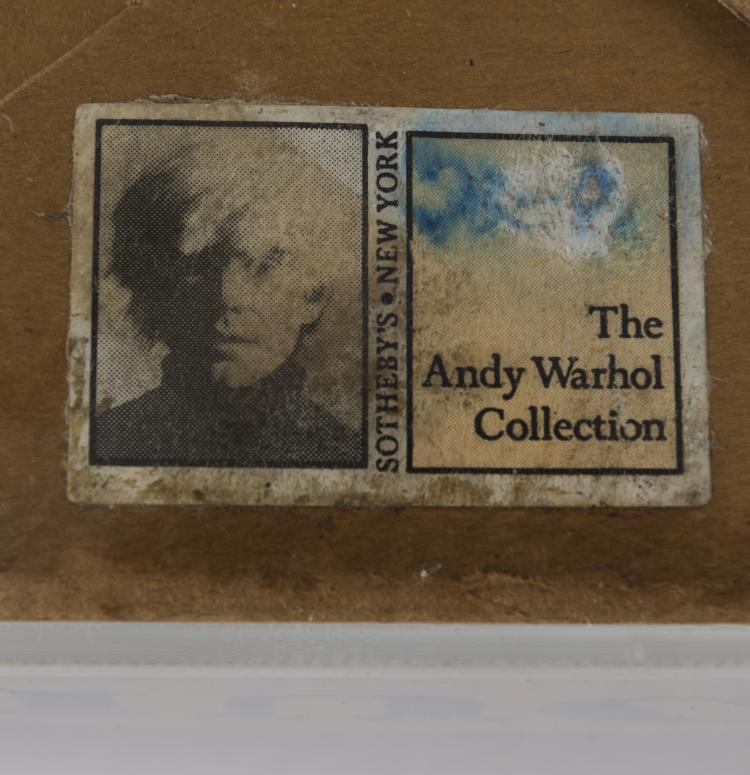 SOTHEBY'S • NEW YORK
The
Andy Warhol
Collection